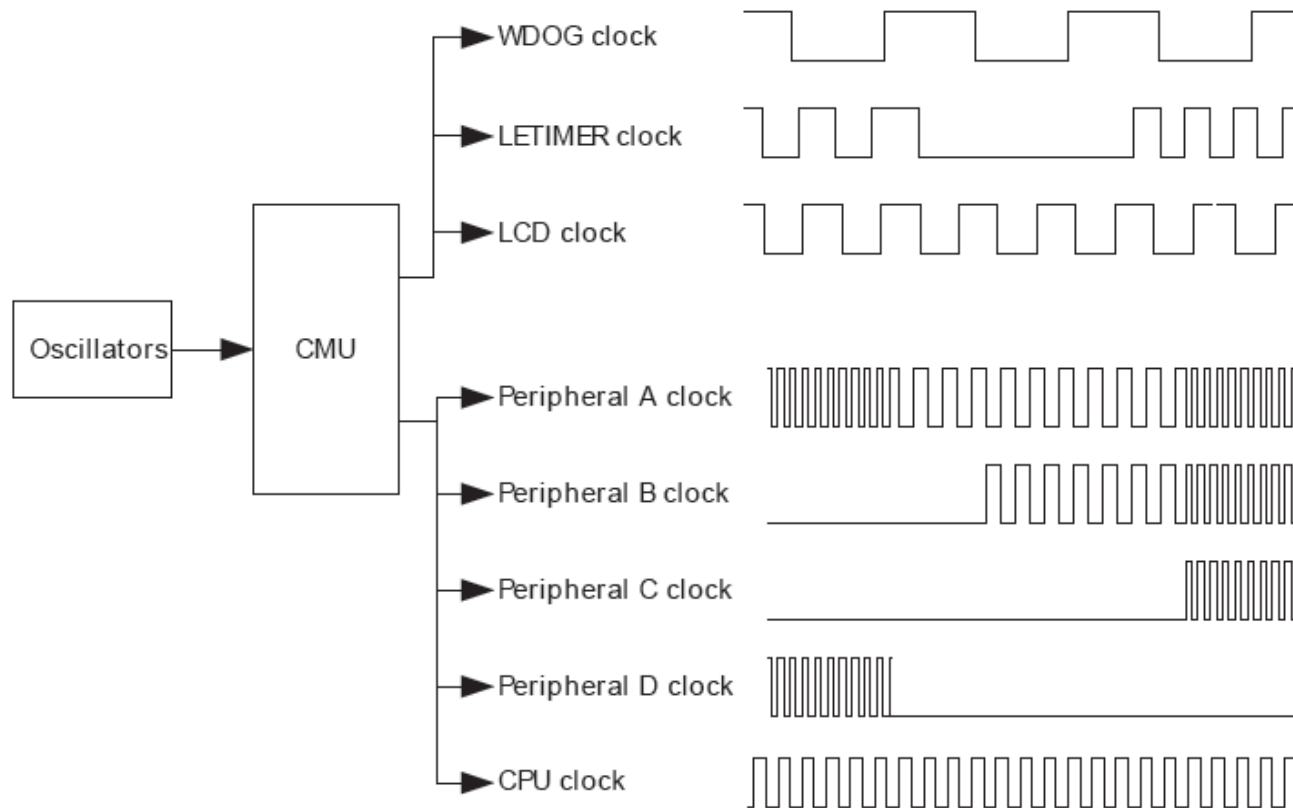 WDOG clock
LETIMER clock
LCD clock
Oscillators
CMU
Peripheral A clock
Peripheral B clock
Peripheral C clock
Peripheral D clock
CPU clock